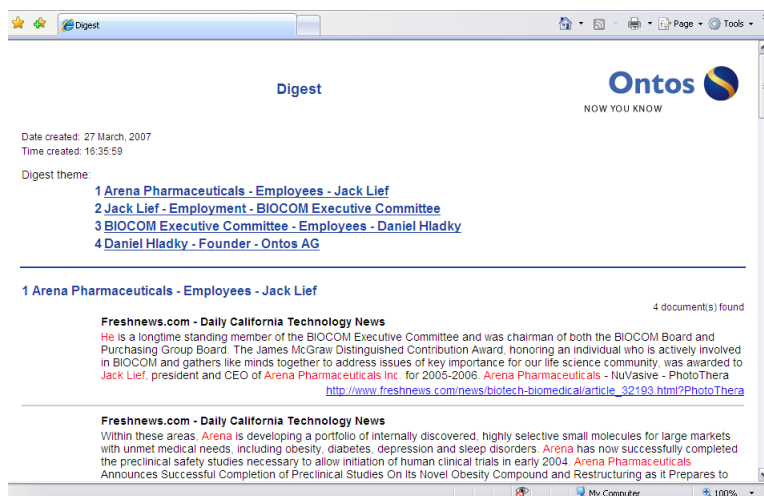 Digest
Page
Tools
Digest
Ontos
NOW YOU KNOW
Date created: 27 March, 2007
Time created: 16:35:59
Digest theme:
1 Arena Pharmaceuticals - Employees - Jack Lief
2 Jack Lief - Employment - BIOCOM Executive Committee
3 BIOCOM Executive Committee - Employees - Daniel Hladky
4 Daniel Hladky - Founder - Ontos AG
1 Arena Pharmaceuticals - Employees - Jack Lief
4 document(s) found
Freshnews.com - Daily California Technology News
He is a longtime standing member of the BIOCOM Executive Committee and was chairman of both the BIOCOM Board and
Purchasing Group Board. The James McGraw Distinguished Contribution Award, honoring an individual who is actively involved
in BIOCOM and gathers like minds together to address issues of key importance for our life science community, was awarded to
Jack Lief, president and CEO of Arena Pharmaceuticals Inc. for 2005-2006. Arena Pharmaceuticals - NuVasive - PhotoThera
http://www.freshnews.com/news/biotech-biomedical/article_32193.html?PhotoThera
Freshnews.com - Daily California Technology News
Within these areas, Arena is developing a portfolio of internally discovered, highly selective small molecules for large markets
with unmet medical needs, including obesity, diabetes, depression and sleep disorders. Arena has now successfully completed
the preclinical safety studies necessary to allow initiation of human clinical trials in early 2004. Arena Pharmaceuticals
Announces Successful Completion of Preclinical Studies On Its Novel Obesity Compound and Restructuring as it Prepares to
My Computer
100%